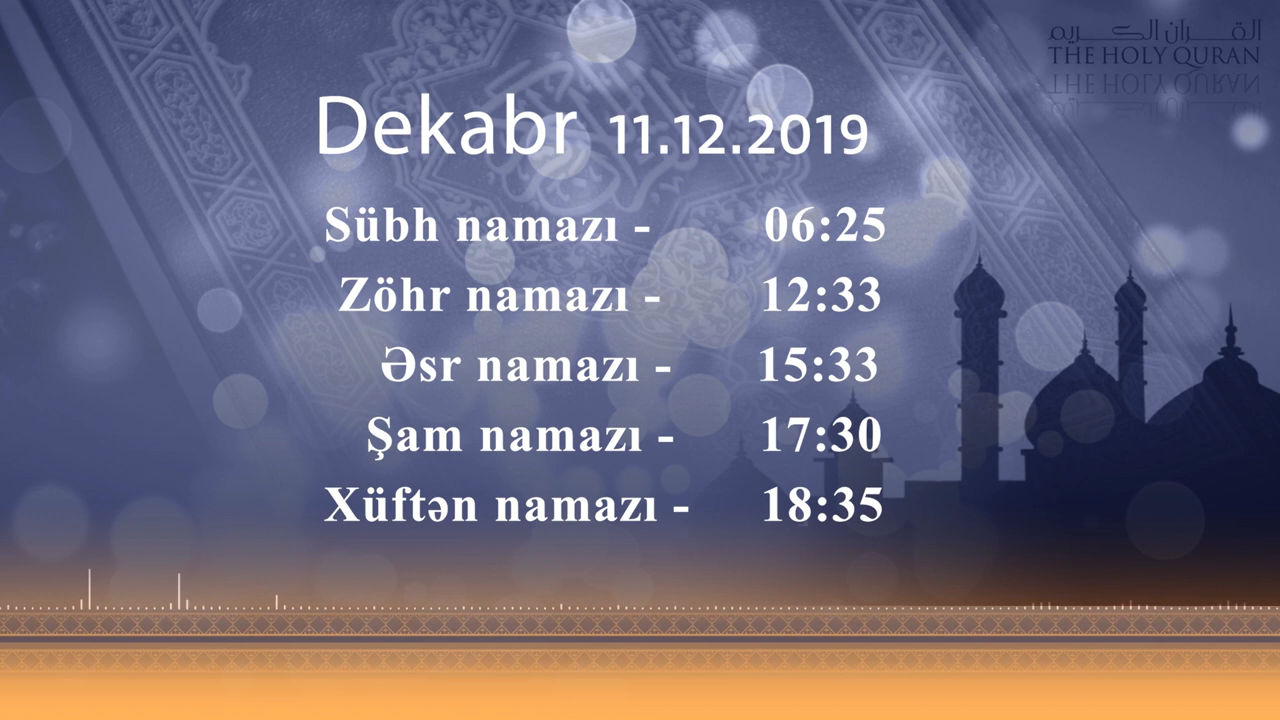 القرآن الكريم
THE HOLY QURAN
Dekabr 11.12.2019
Sübh namazı - 06:25
Zöhr namazı - 12:33
Əsr namazı - 15:33
Şam namazı - 17:30
Xüftən namazı - 18:35